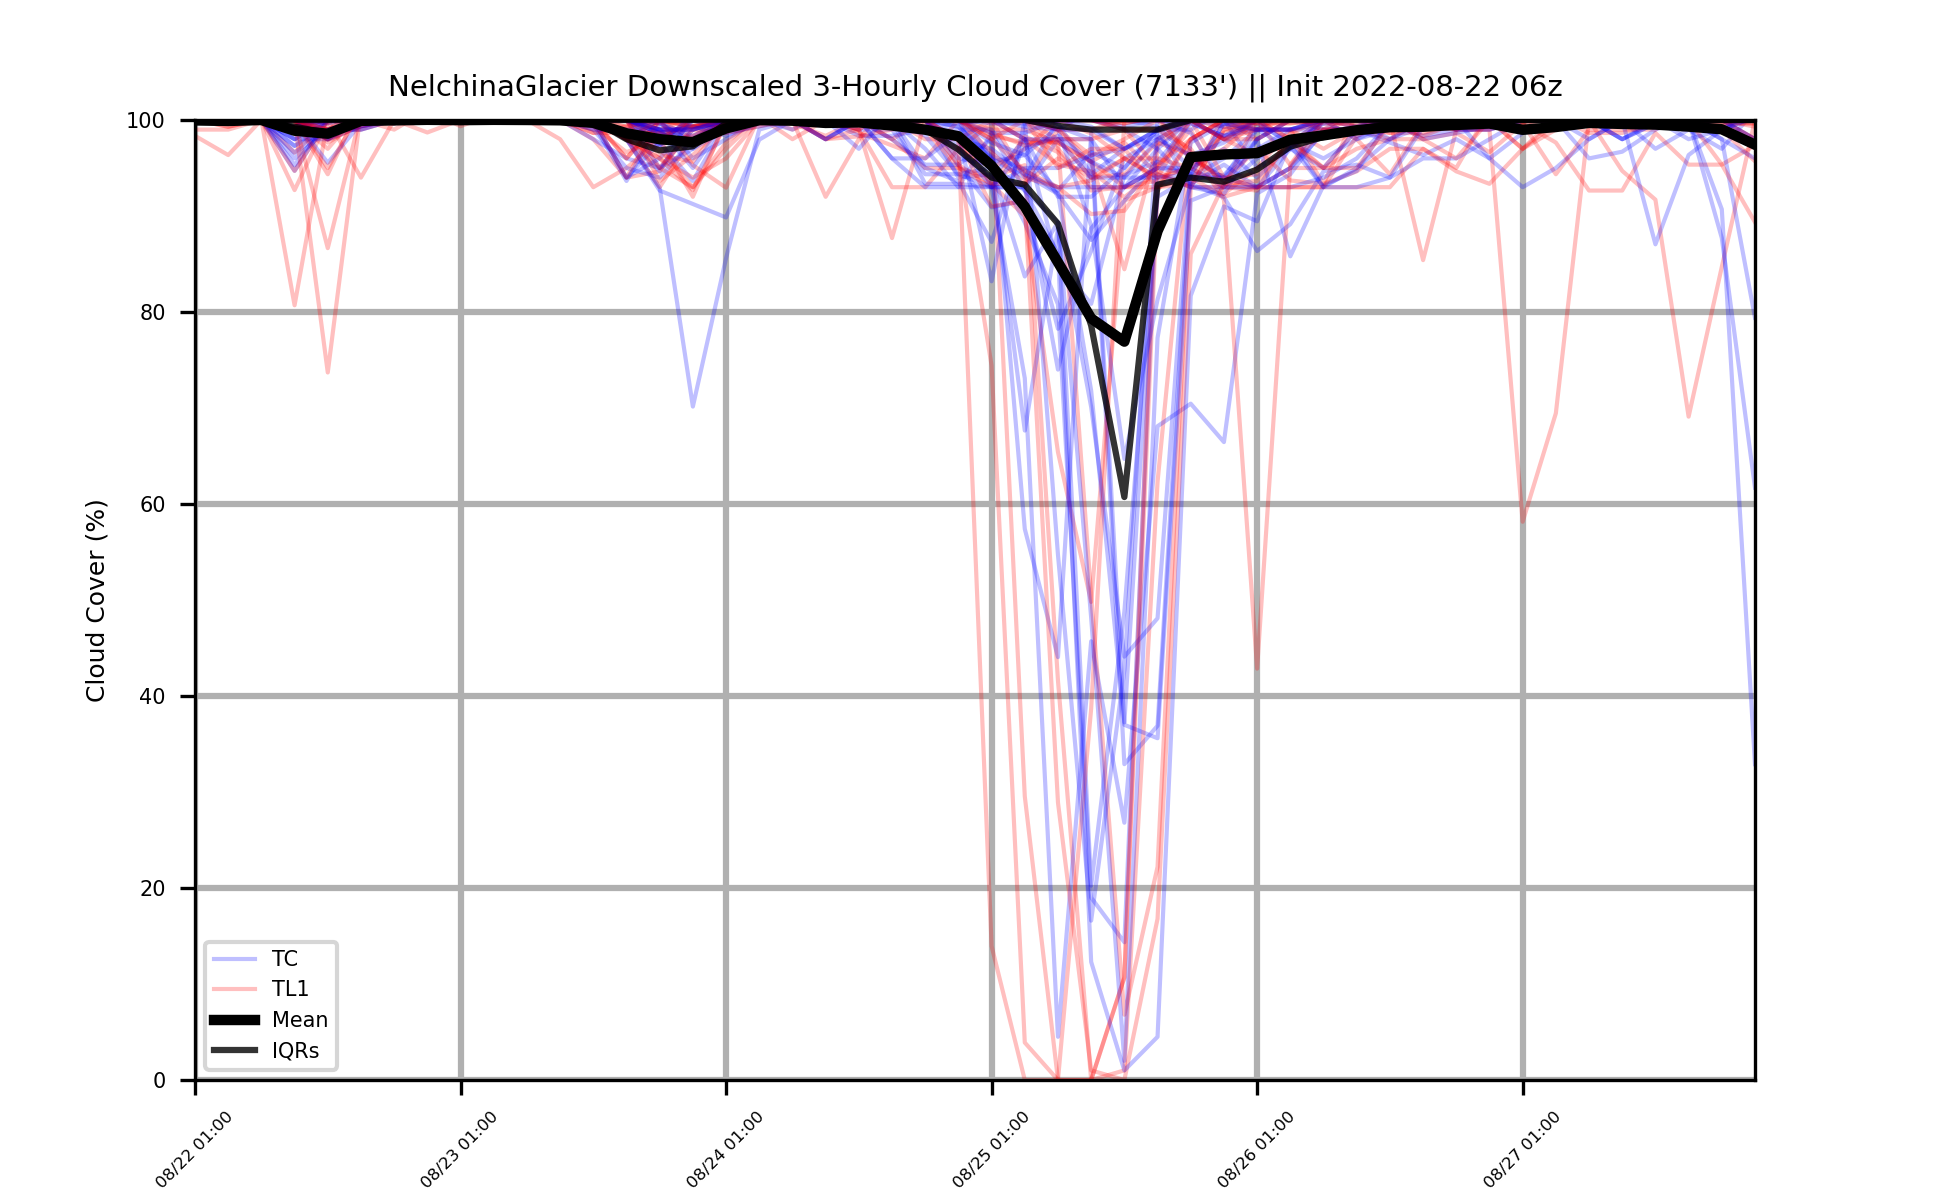 NelchinaGlacier Downscaled 3-Hourly Cloud Cover (7133') || Init 2022-08-22 06z
Cloud Cover (%)
100
80
60
40
20
0
TC
TL1
Mean
IQRs
08/22 01:00
08/23 01:00
08/24 01:00
08/25 01:00
08/26 01:00
08/27 01:00